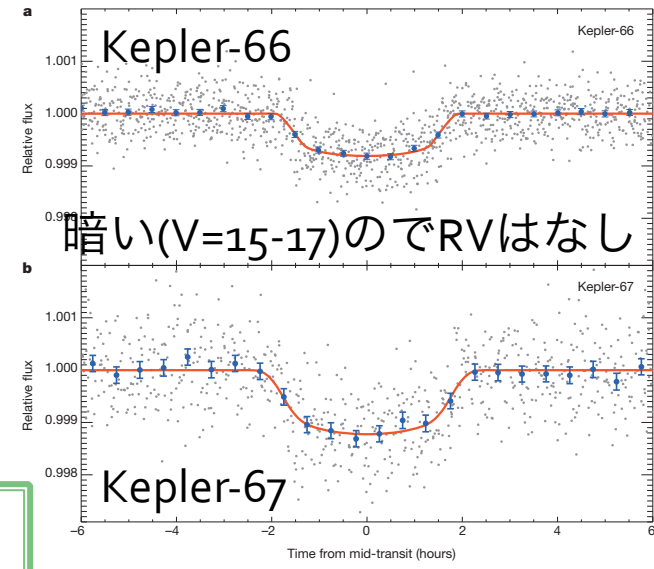 a
Kepler-66
Kepler-66
1.001
1.000
0.999
0.998
Relative flux
暗い(V=15-17)のでRVはなし
b
Kepler-67
1.001
1.000
0.999
0.998
Relative flux
Kepler-67
−6 −4 −2 0 2 4 6
Time from mid-transit (hours)